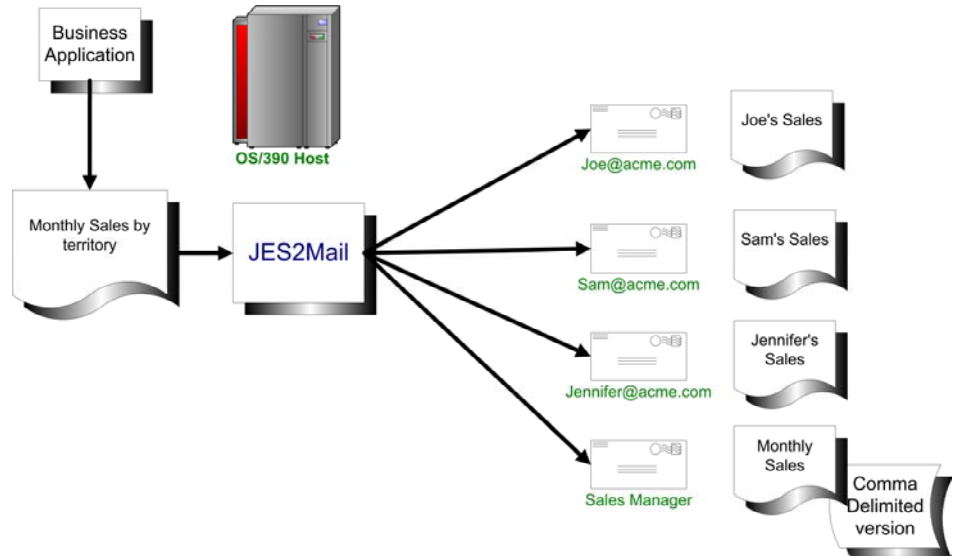 Business
Application
OS/390 Host
Monthly Sales by
territory
JES2Mail
Joe@acme.com
Joe's Sales
Sam@acme.com
Sam's Sales
Jennifer@acme.com
Jennifer's
Sales
Sales Manager
Monthly
Sales
Comma
Delimited
version